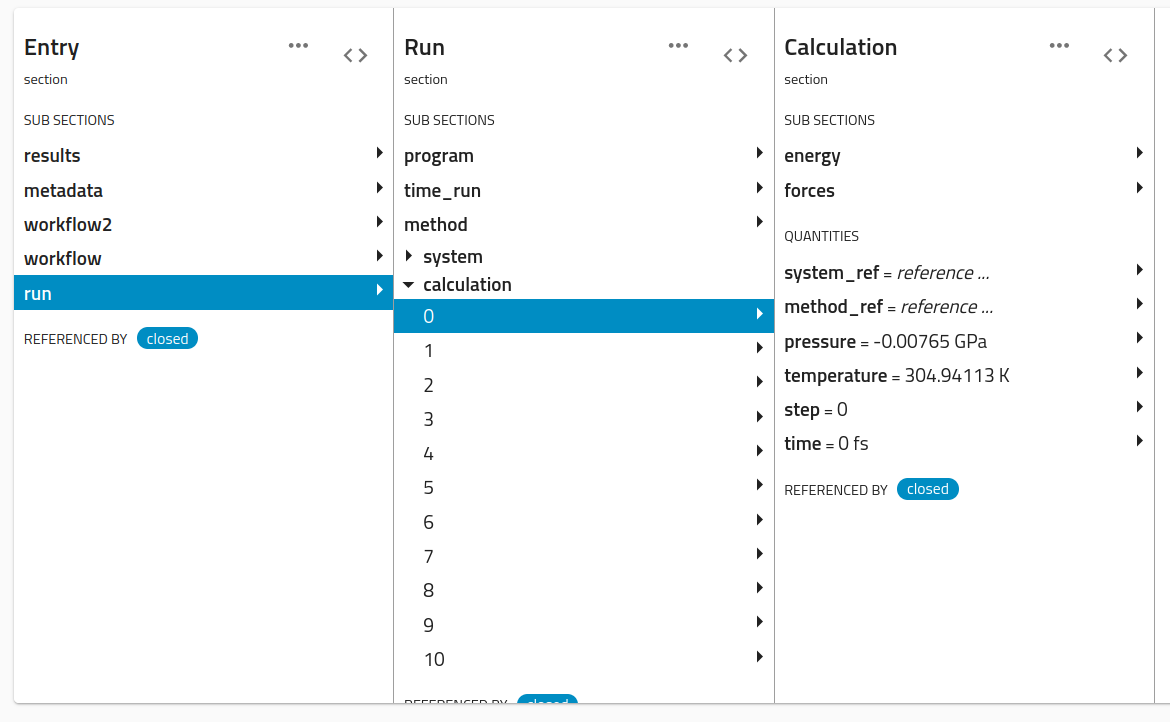 Entry
section
SUB SECTIONS
results
metadata
workflow2
workflow
run
REFERENCED BY closed
Run
section
SUB SECTIONS
program
time_run
method
system
calculation
0
1
2
3
4
5
6
7
8
9
10
REFERENCED BY closed
Calculation
section
SUB SECTIONS
energy
forces
QUANTITIES
system_ref = reference ...
method_ref = reference ...
pressure = -0.00765 GPa
temperature = 304.94113 K
step = 0
time = 0 fs
REFERENCED BY closed